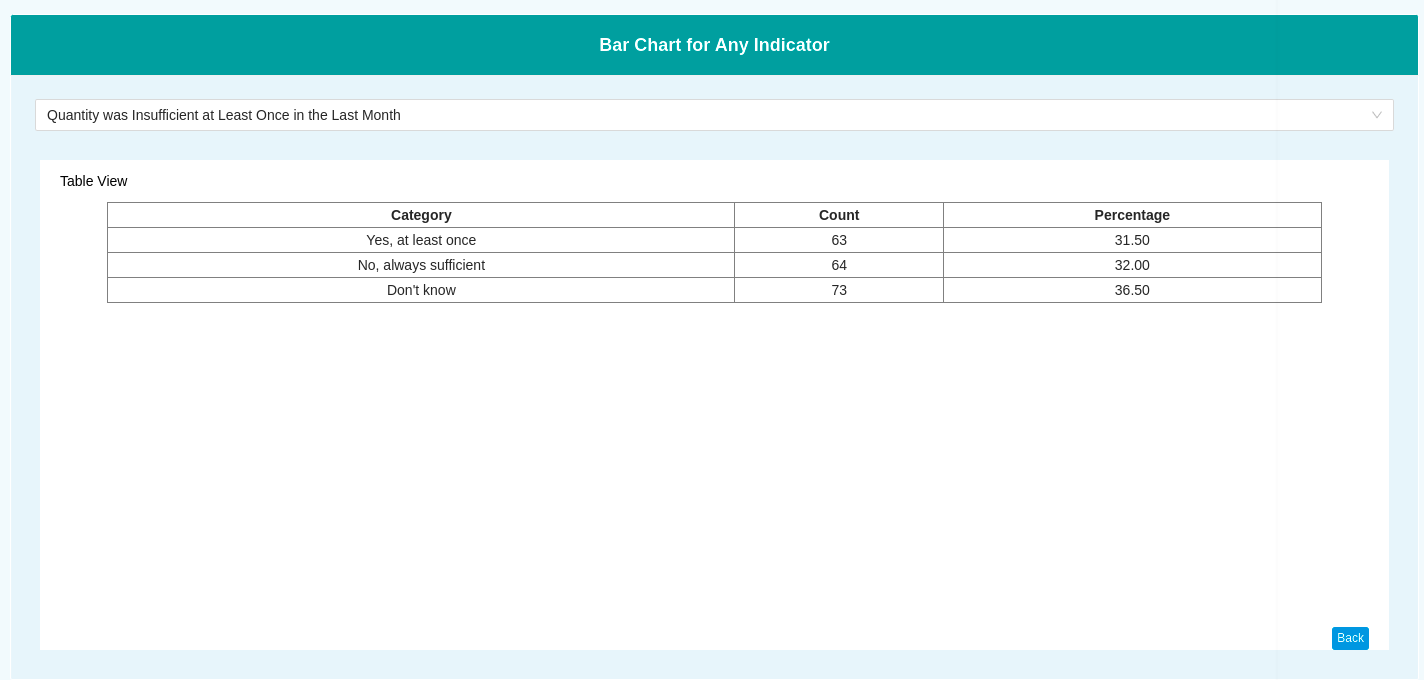 Bar Chart for Any Indicator
Quantity was Insufficient at Least Once in the Last Month
Table View
Category Count Percentage
Yes, at least once 63 31.50
No, always sufficient 64 32.00
Don't know 73 36.50
Back